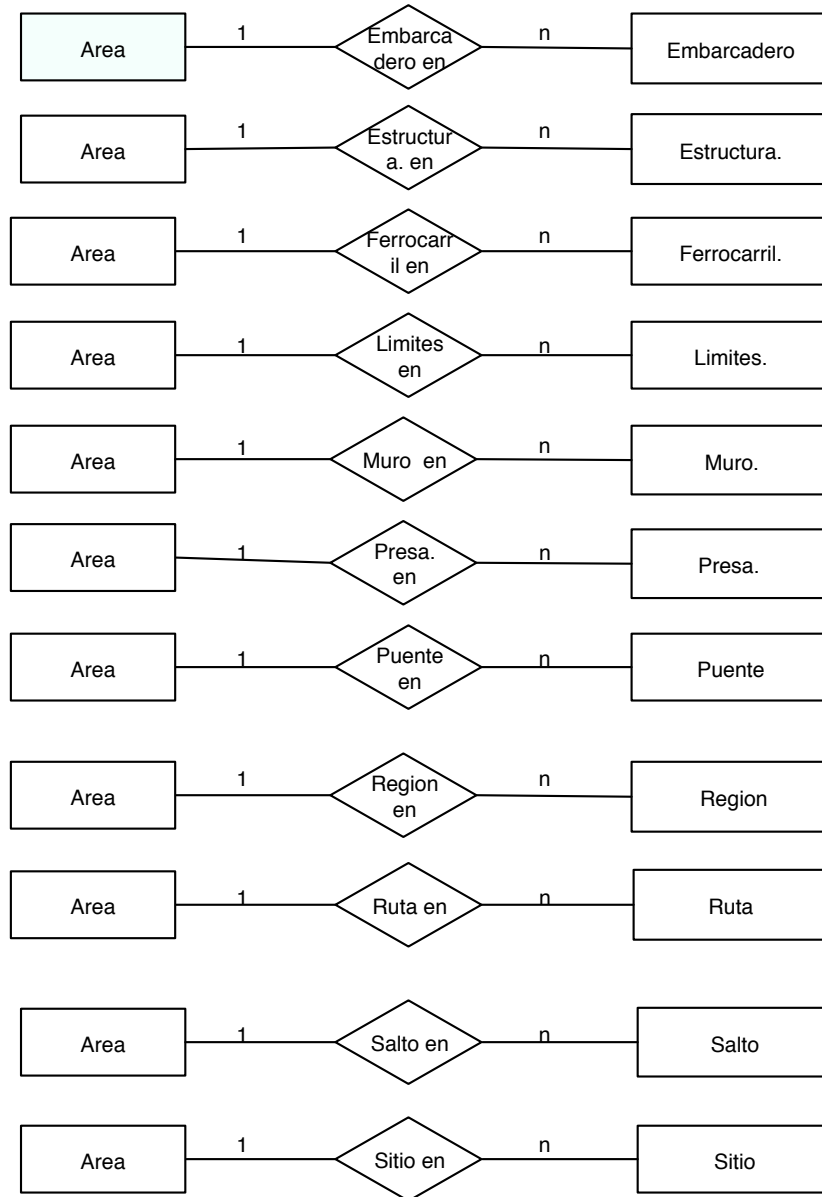 Area
1
Embarca
dero en
n
Embarcadero
Area
1
Estructur
a. en
n
Estructura.
Area
1
Ferrocarr
il en
n
Ferrocarril.
Area
1
Limites
en
n
Limites.
Area
1
Muro en
n
Muro.
Area
1
Presa.
en
n
Presa.
Area
1
Puente
en
n
Puente
Area
1
Region
en
n
Region
Area
1
Ruta en
n
Ruta
Area
1
Salto en
n
Salto
Area
1
Sitio en
n
Sitio